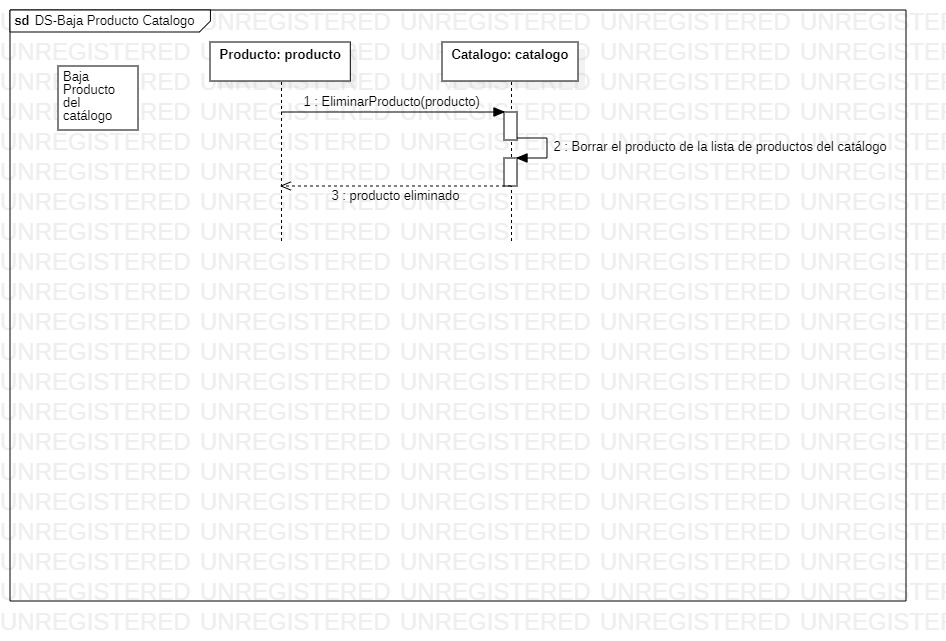 sd DS-Baja Producto Catalogo
Producto: producto
Catalogo: catalogo
Baja
Producto
del
catálogo
1 : EliminarProducto(producto)
2 : Borrar el producto de la lista de productos del catálogo
3 : producto eliminado
UNREGISTERED UNREGISTERED UNREGISTERED UNREGISTERED UNREGISTERED